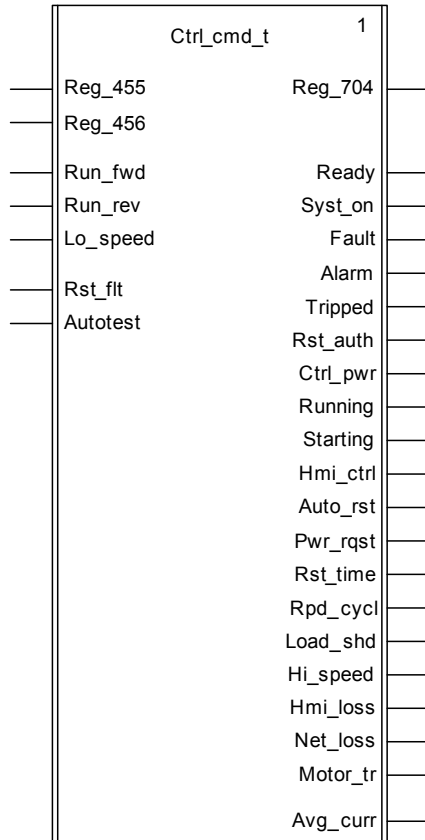 Ctrl_cmd_t 1
Reg_455 Reg_704
Reg_456
Run_fwd Ready
Run_rev Syst_on
Lo_speed Fault
Alarm
Rst_flt
Tripped
Autotest
Rst_auth
Ctrl_pwr
Running
Starting
Hmi_ctrl
Auto_rst
Pwr_rqst
Rst_time
Rpd_cycl
Load_shd
Hi_speed
Hmi_loss
Net_loss
Motor_tr
Avg_curr